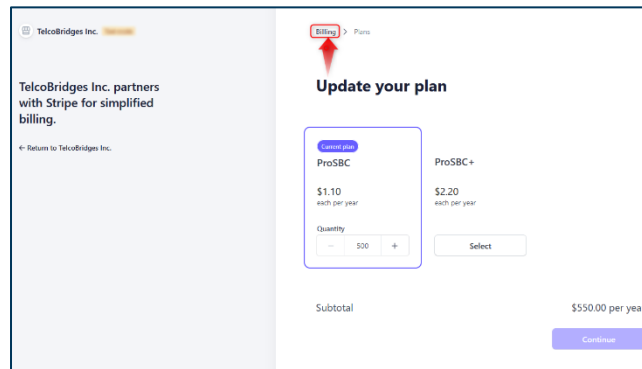 TelcoBridges Inc.
TelcoBridges Inc. partners
with Stripe for simplified
billing.
← Return to TelcoBridges Inc.
Billing > Plans
Update your plan
Current plan
ProSBC
$1.10
each per year
Quantity
− 500 +
ProSBC+
$2.20
each per year
Select
Subtotal
$550.00 per yea
Continue